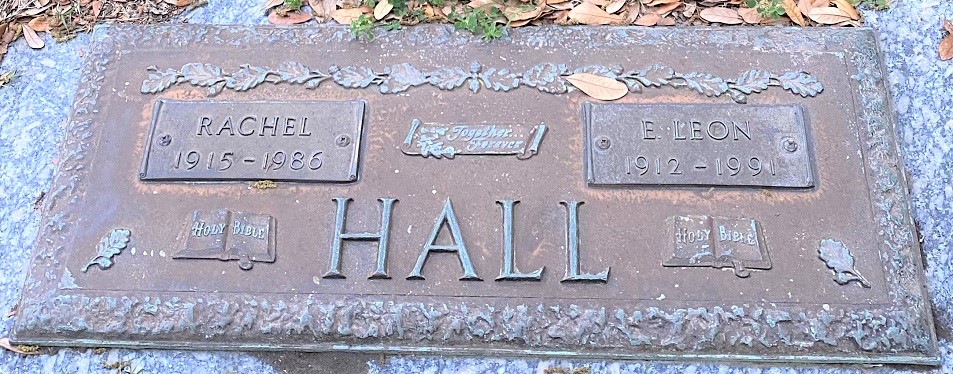 RACHEL
1915 - 1986
Together
Forever
E. LEON
1912 - 1991
HOLY BIBLE
HALL
HOLY BIBLE